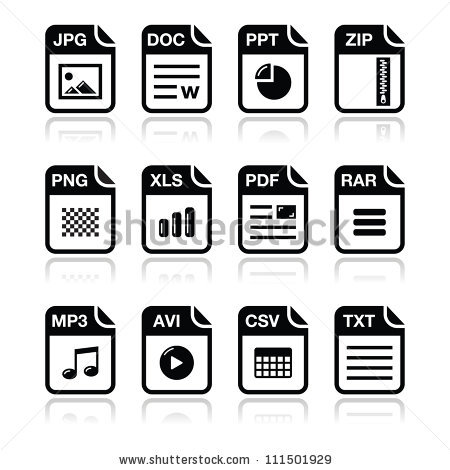 JPG DOC PPT ZIP
W
PNG XLS PDF RAR
shutterstock
MP3 AVI CSV TXT
www.shutterstock.com · 111501929